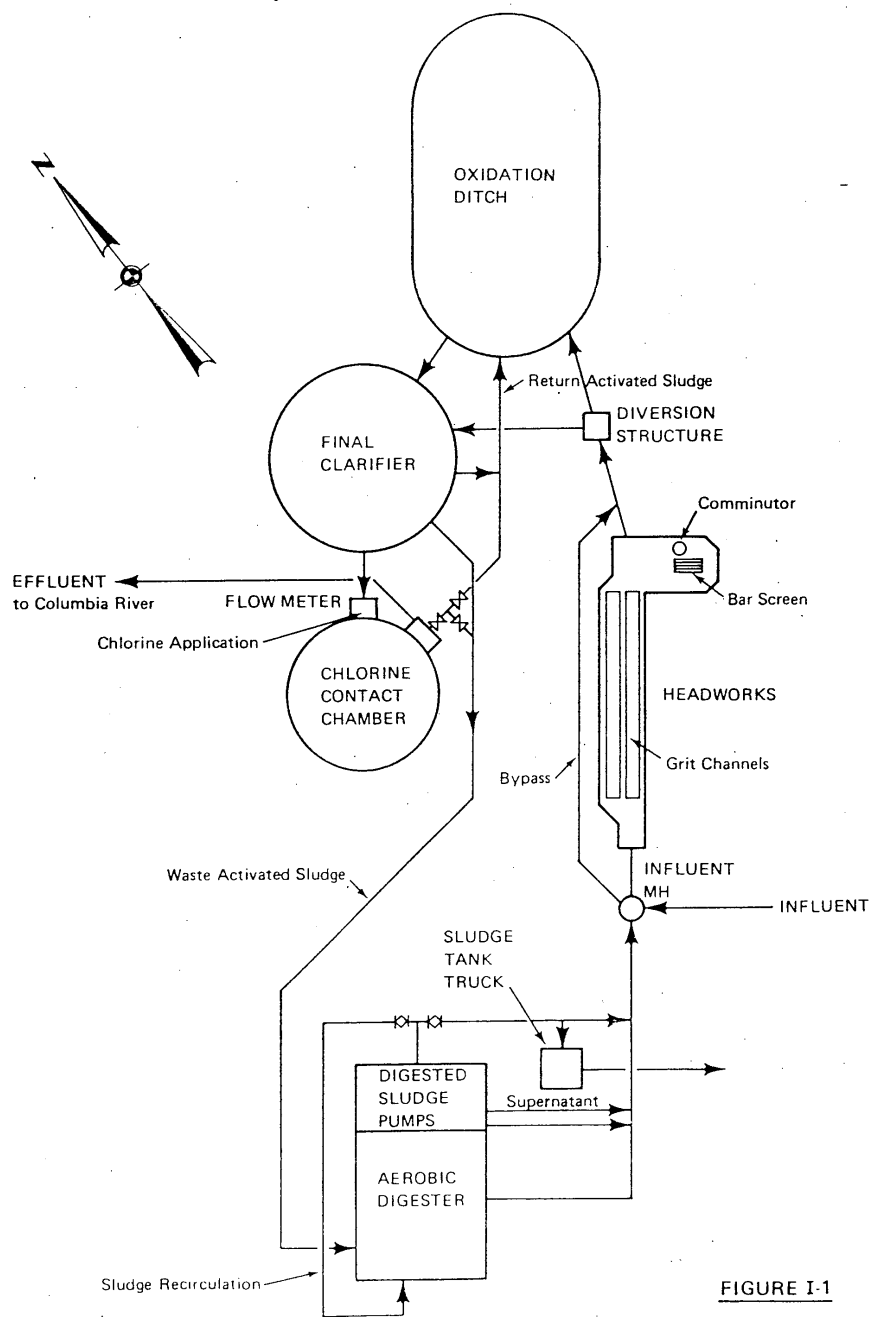 OXIDATION
DITCH
N
Return Activated Sludge
DIVERSION
STRUCTURE
FINAL
CLARIFIER
Comminutor
Bar Screen
EFFLUENT
to Columbia River
FLOW METER
Chlorine Application
CHLORINE
CONTACT
CHAMBER
HEADWORKS
Grit Channels
Bypass
Waste Activated Sludge
INFLUENT
MH
INFLUENT
SLUDGE
TANK
TRUCK
DIGESTED
SLUDGE
PUMPS
Supernatant
AEROBIC
DIGESTER
Sludge Recirculation
FIGURE I-1